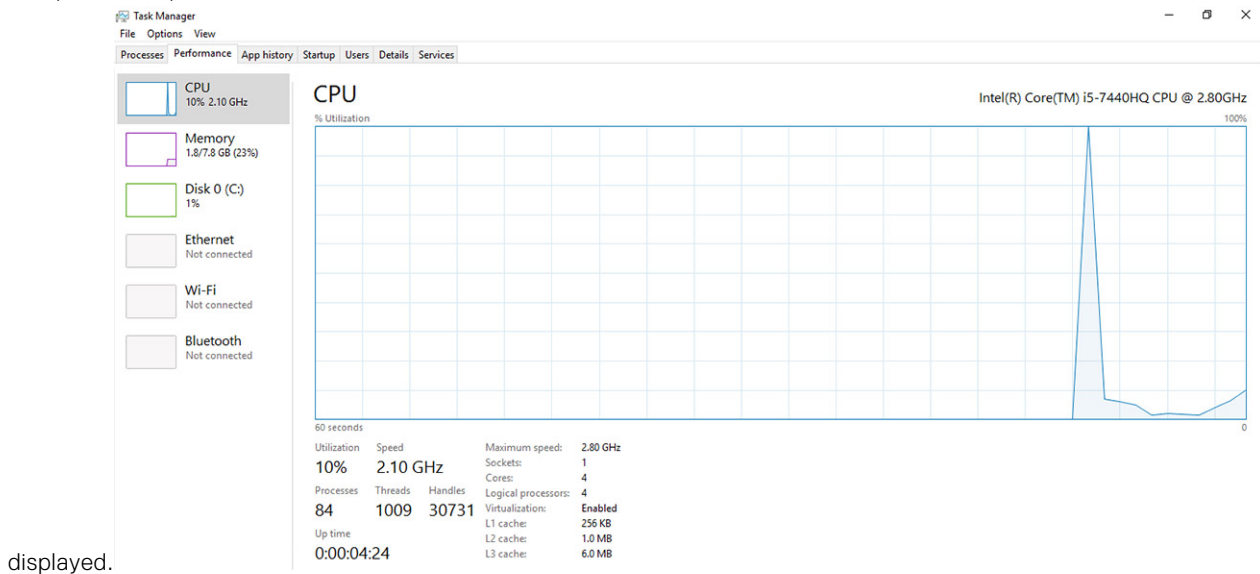 Task Manager
File Options View
Processes Performance App history Startup Users Details Services
CPU
10% 2.10 GHz
Memory
1.8/7.8 GB (23%)
Disk 0 (C:)
1%
Ethernet
Not connected
Wi-Fi
Not connected
Bluetooth
Not connected
CPU
Intel(R) Core(TM) i5-7440HQ CPU @ 2.80GHz
% Utilization
100%
60 seconds
0
Utilization Speed
10% 2.10 GHz
Processes Threads Handles
84 1009 30731
Up time
0:00:04:24
Maximum speed: 2.80 GHz
Sockets: 1
Cores: 4
Logical processors: 4
Virtualization: Enabled
L1 cache: 256 KB
L2 cache: 1.0 MB
L3 cache: 6.0 MB
displayed.